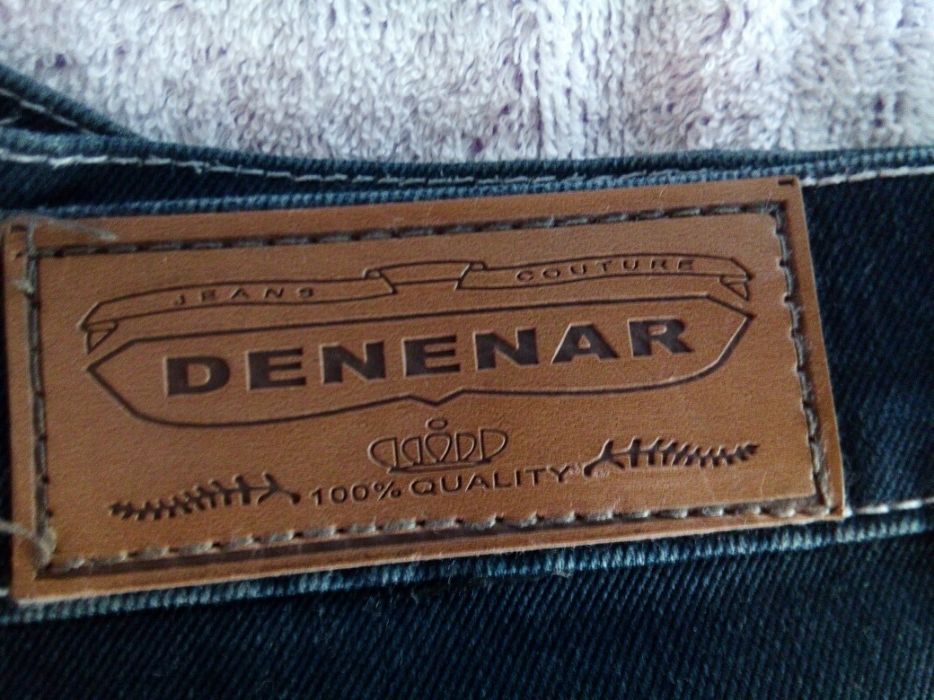 JEANS COUTURE
DENENAR
100% QUALITY